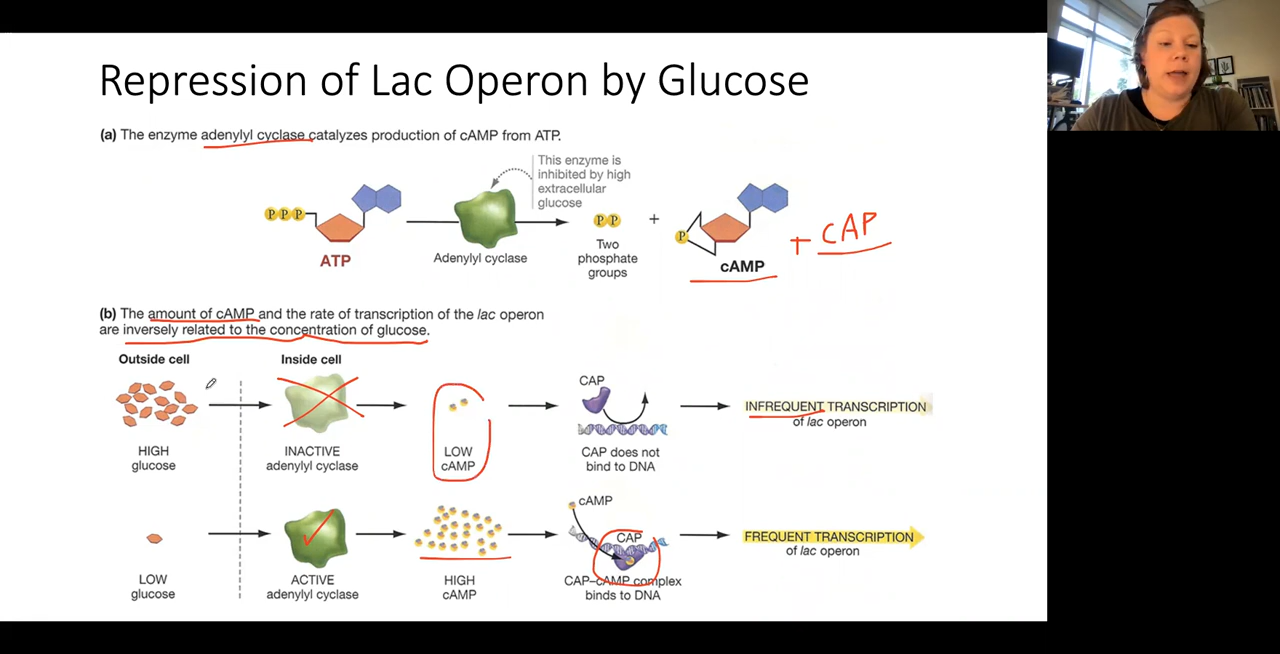 Repression of Lac Operon by Glucose
(a) The enzyme adenylyl cyclase catalyzes production of cAMP from ATP.
This enzyme is
inhibited by high
extracellular
glucose
P P P
ATP
Adenylyl cyclase
P P
Two
phosphate
groups
+
P
cAMP
+ CAP
(b) The amount of cAMP and the rate of transcription of the lac operon
are inversely related to the concentration of glucose.
Outside cell
Inside cell
HIGH
glucose
INACTIVE
adenylyl cyclase
LOW
cAMP
CAP
CAP does not
bind to DNA
INFREQUENT TRANSCRIPTION
of lac operon
LOW
glucose
ACTIVE
adenylyl cyclase
HIGH
cAMP
cAMP
CAP
CAP–cAMP complex
binds to DNA
FREQUENT TRANSCRIPTION
of lac operon